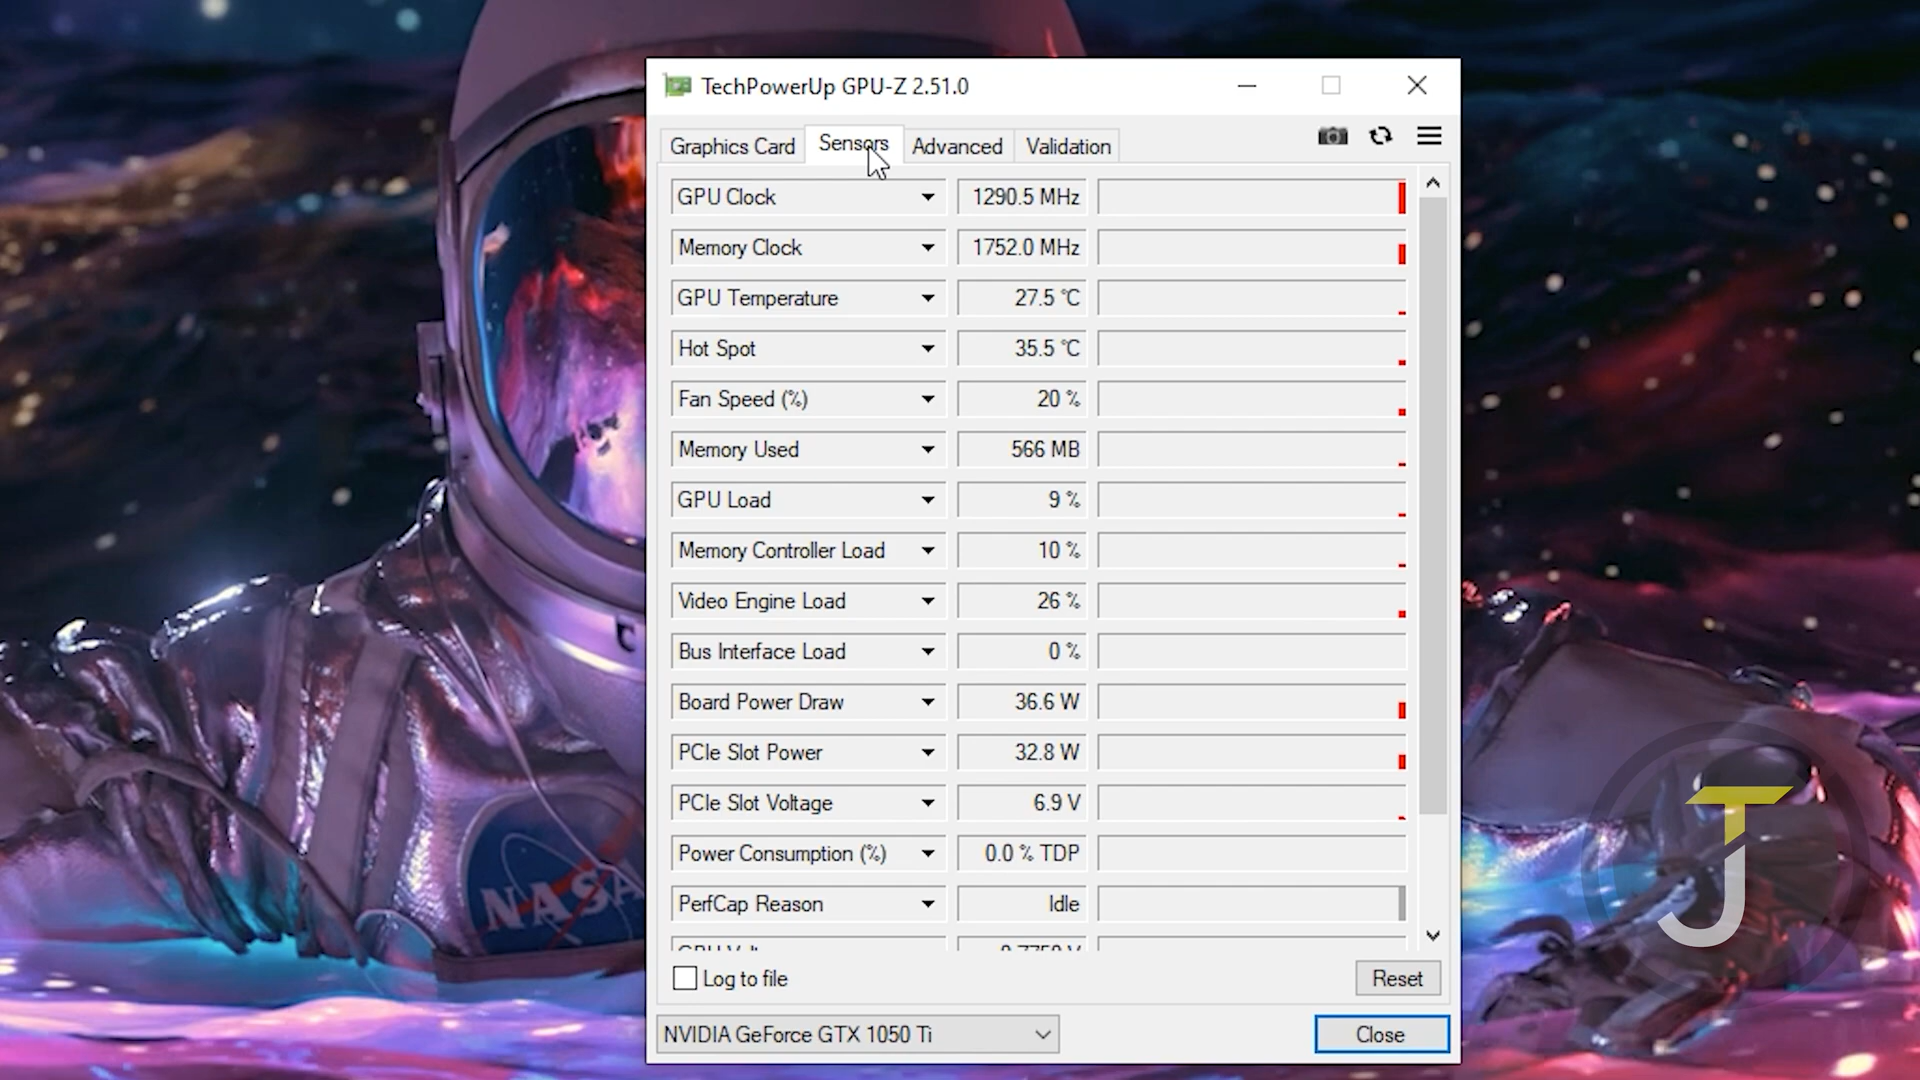 TechPowerUp GPU-Z 2.51.0
Graphics Card Sensors Advanced Validation
GPU Clock 1290.5 MHz
Memory Clock 1752.0 MHz
GPU Temperature 27.5 °C
Hot Spot 35.5 °C
Fan Speed (%) 20 %
Memory Used 566 MB
GPU Load 9 %
Memory Controller Load 10 %
Video Engine Load 26 %
Bus Interface Load 0 %
Board Power Draw 36.6 W
PCIe Slot Power 32.8 W
PCIe Slot Voltage 6.9 V
Power Consumption (%) 0.0 % TDP
PerfCap Reason Idle
Log to file Reset
NVIDIA GeForce GTX 1050 Ti Close
NASA
TJ